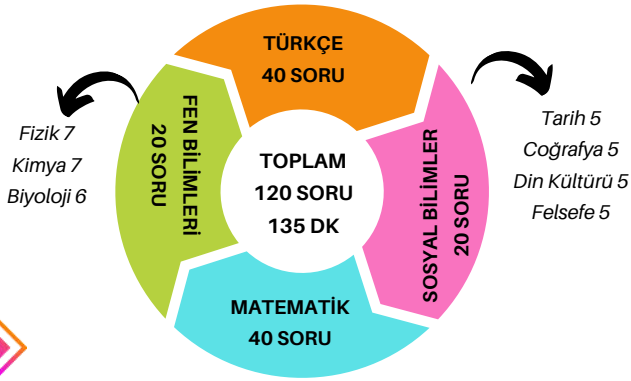 TÜRKÇE
40 SORU
FEN BİLİMLERİ
20 SORU
Fizik 7
Kimya 7
Biyoloji 6
TOPLAM
120 SORU
135 DK
SOSYAL BİLİMLER
20 SORU
Tarih 5
Coğrafya 5
Din Kültürü 5
Felsefe 5
MATEMATİK
40 SORU